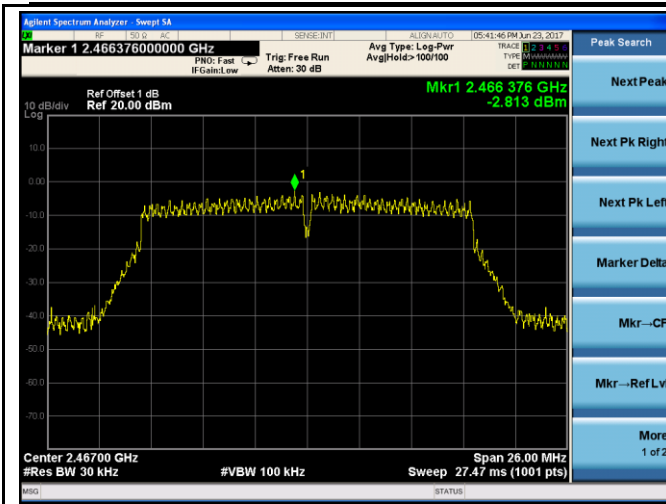 Agilent Spectrum Analyzer - Swept SA
RF 50 Ω AC SENSE:INT ALIGN AUTO 05:41:46 PM Jun 23, 2017
Marker 1 2.466376000000 GHz
PNO: Fast
IFGain:Low
Trig: Free Run
Atten: 30 dB
Avg Type: Log-Pwr
Avg|Hold:>100/100
TRACE 1 2 3 4 5 6
TYPE M
DET P N N N N N
Peak Search
Mkr1 2.466 376 GHz
-2.813 dBm
Ref Offset 1 dB
Ref 20.00 dBm
10 dB/div
Log
10.0
0.00
-10.0
-20.0
-30.0
-40.0
-50.0
-60.0
-70.0
1
Next Peak
Next Pk Right
Next Pk Left
Marker Delta
Mkr→CF
Mkr→Ref Lvl
More
1 of 2
Center 2.46700 GHz
Span 26.00 MHz
#Res BW 30 kHz
#VBW 100 kHz
Sweep 27.47 ms (1001 pts)
MSG
STATUS